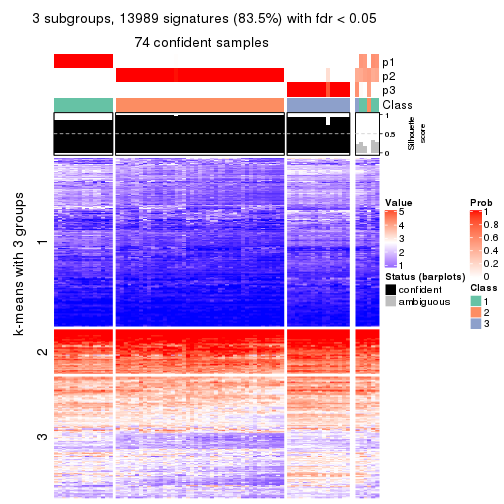 3 subgroups, 13989 signatures (83.5%) with fdr < 0.05
74 confident samples
p1
p2
p3
Class
1
0.5
0
Silhouette
score
k-means with 3 groups
1
2
3
Value
5
4
3
2
1
Status (barplots)
confident
ambiguous
Prob
1
0.8
0.6
0.4
0.2
0
Class
1
2
3